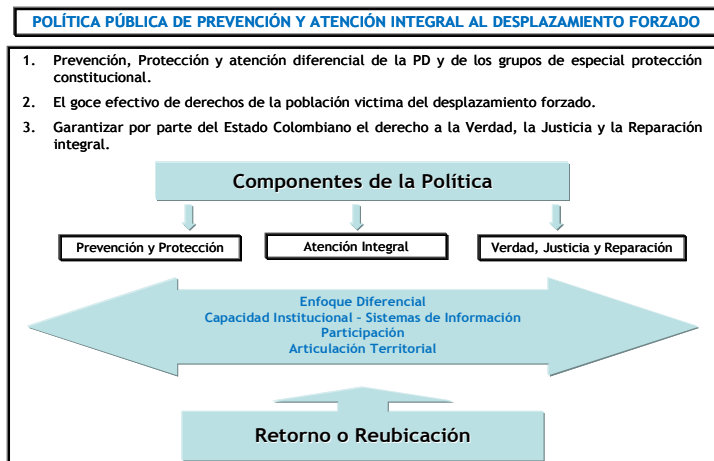 POLÍTICA PÚBLICA DE PREVENCIÓN Y ATENCIÓN INTEGRAL AL DESPLAZAMIENTO FORZADO
1. Prevención, Protección y atención diferencial de la PD y de los grupos de especial protección
constitucional.
2. El goce efectivo de derechos de la población victima del desplazamiento forzado.
3. Garantizar por parte del Estado Colombiano el derecho a la Verdad, la Justicia y la Reparación
integral.
Componentes de la Política
Prevención y Protección
Atención Integral
Verdad, Justicia y Reparación
Enfoque Diferencial
Capacidad Institucional – Sistemas de Información
Participación
Articulación Territorial
Retorno o Reubicación